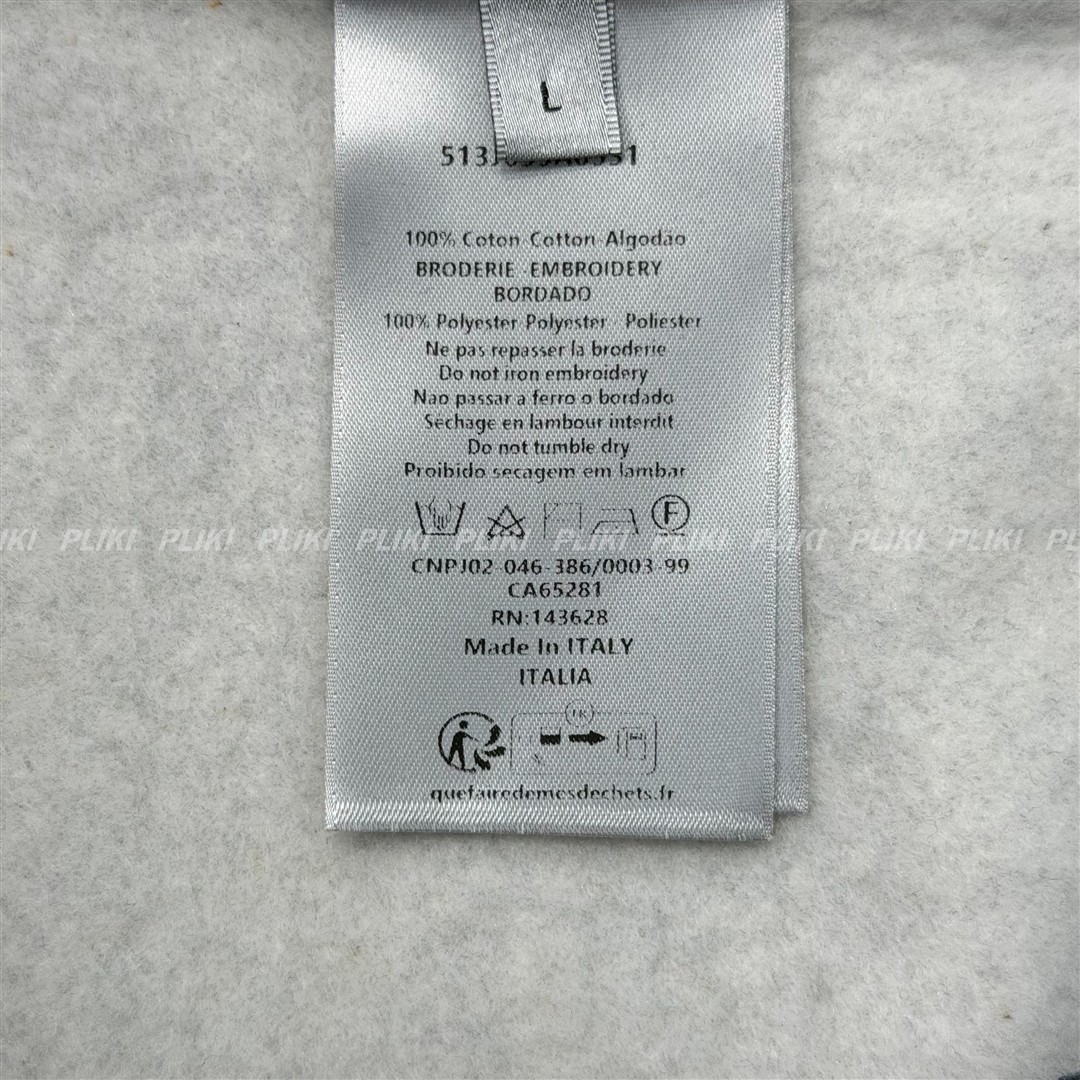 L
100% Coton Cotton Algodão
BRODERIE EMBROIDERY
BORDADO
100% Polyester Polyester Poliester
Ne pas repasser la broderie
Do not iron embroidery
Nao passar a ferro o bordado
Sechage en lambour interdit
Do not tumble dry
Proibido secagem em lambar
F
PLIKI PLIKI PLIKI PLIKI PLIKI PLIKI PLIKI PLIKI PLIKI PLIKI
CNPJ02-046-386/0003-99
CA65281
RN:143628
Made In ITALY
ITALIA
FR
quefairedemesdechets.fr